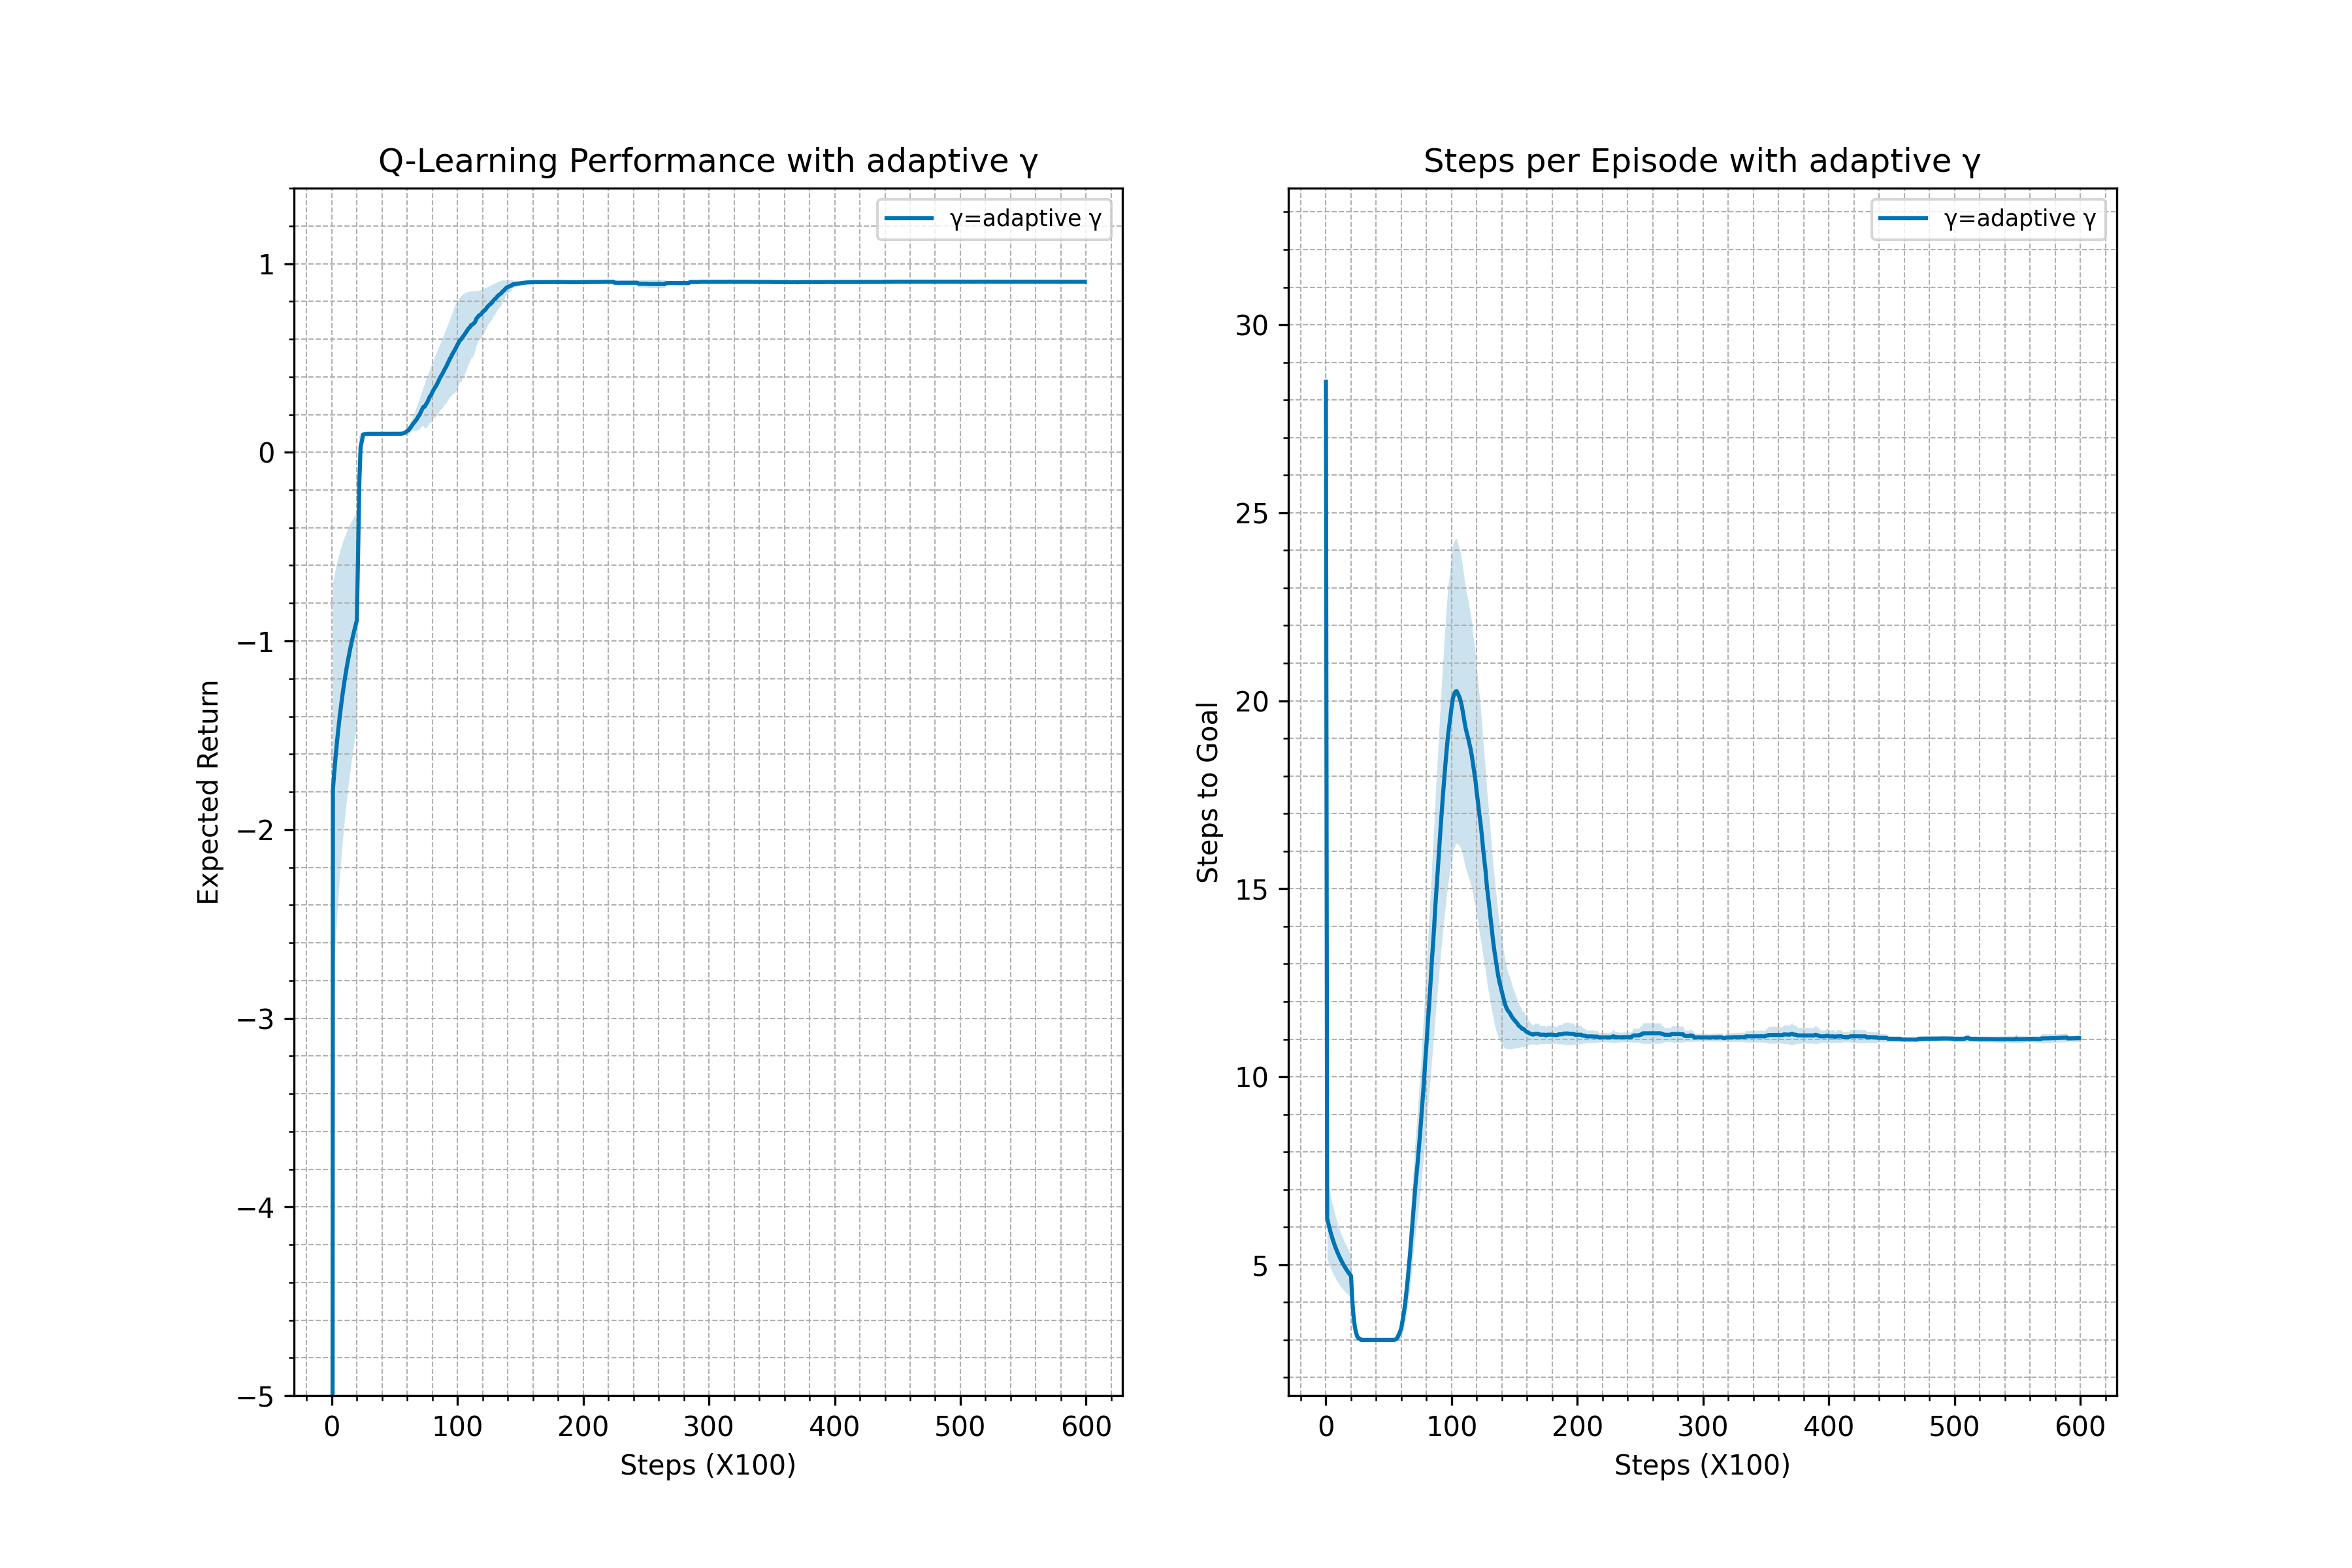 Q-Learning Performance with adaptive γ
γ=adaptive γ
Expected Return
1
0
−1
−2
−3
−4
−5
0 100 200 300 400 500 600
Steps (X100)
Steps per Episode with adaptive γ
γ=adaptive γ
Steps to Goal
30
25
20
15
10
5
0 100 200 300 400 500 600
Steps (X100)